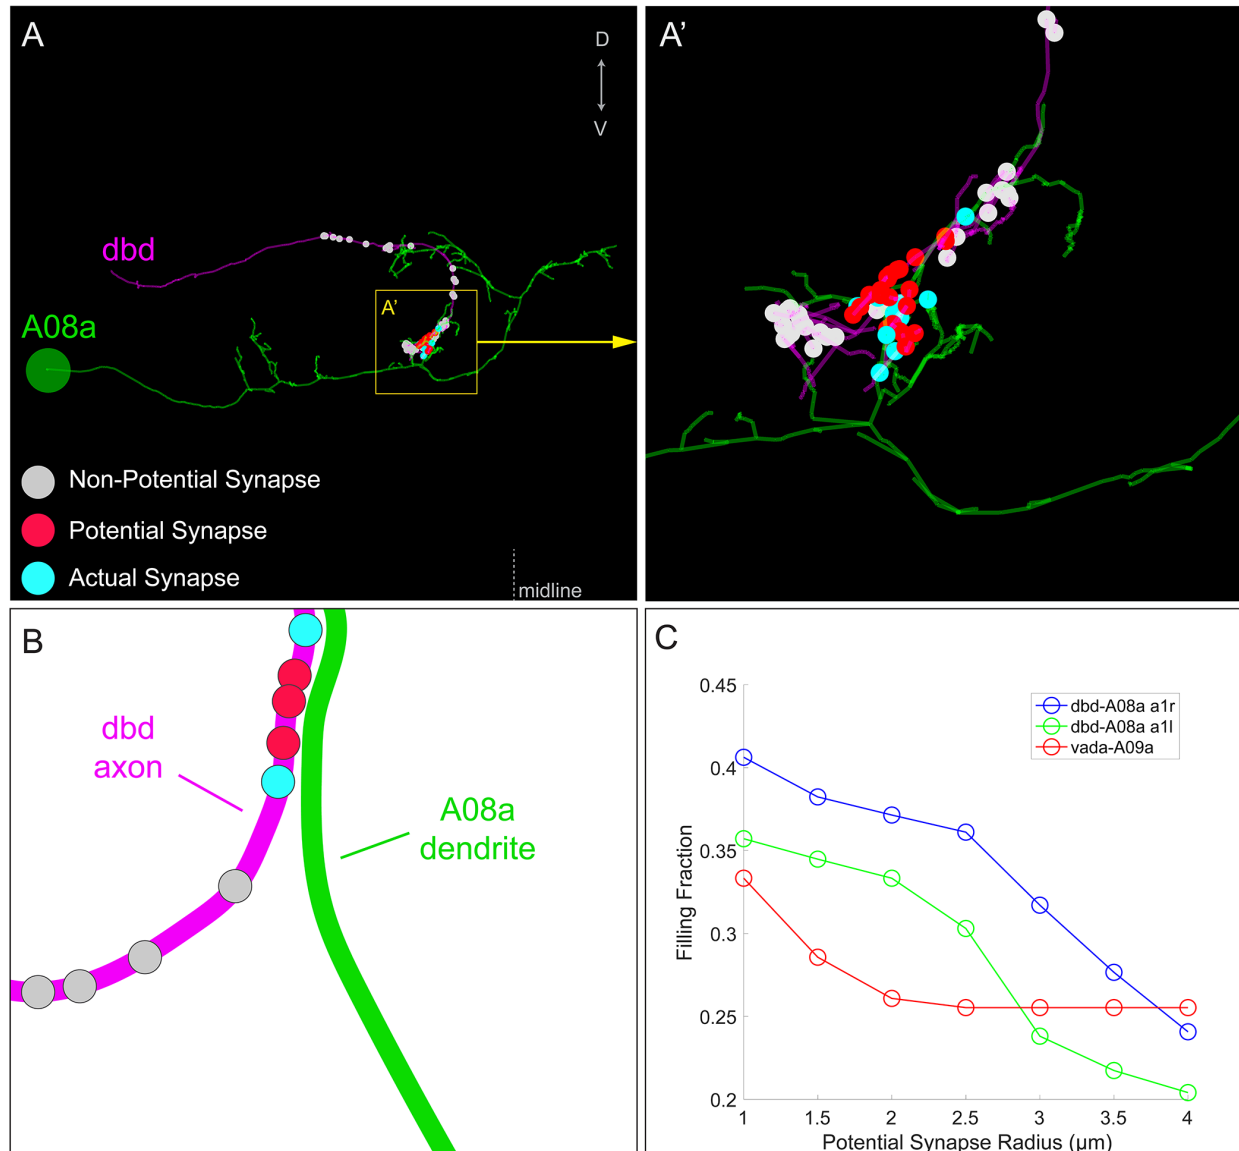 A
D
V
dbd
A'
A08a
Non-Potential Synapse
Potential Synapse
Actual Synapse
midline
A’
B
dbd
axon
A08a
dendrite
C
0.45
0.4
0.35
0.3
0.25
0.2
Filling Fraction
dbd-A08a a1r
dbd-A08a a1l
vada-A09a
1 1.5 2 2.5 3 3.5 4
Potential Synapse Radius (μm)